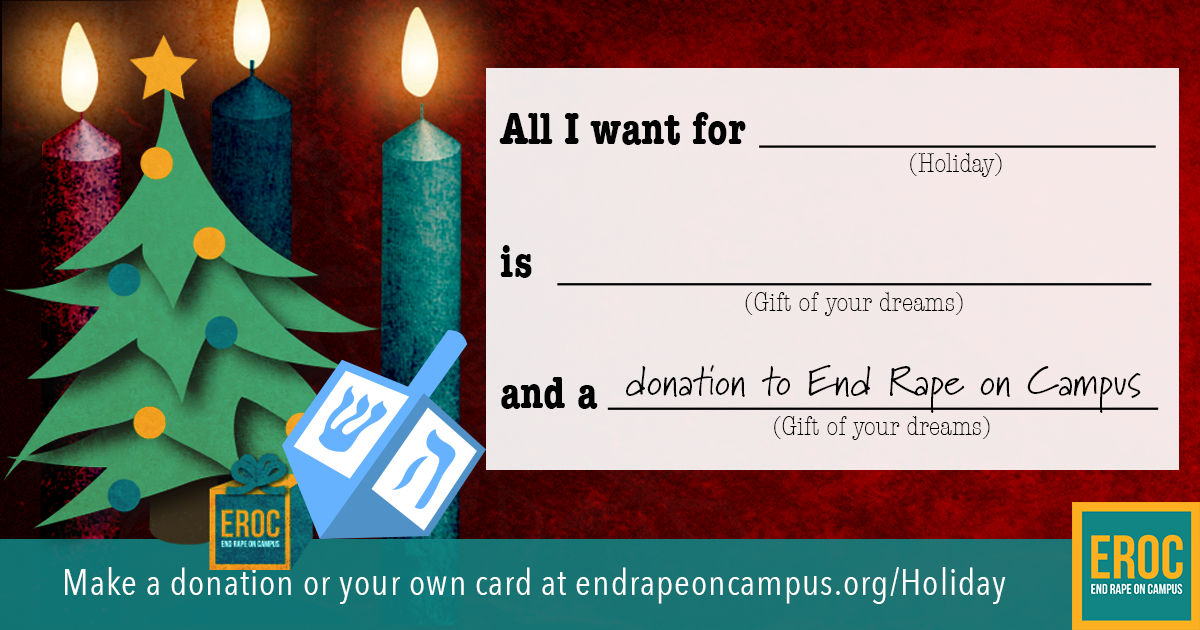 All I want for
(Holiday)
is
(Gift of your dreams)
and a donation to End Rape on Campus
(Gift of your dreams)
ש ה
EROC
END RAPE ON CAMPUS
Make a donation or your own card at endrapeoncampus.org/Holiday
EROC
END RAPE ON CAMPUS